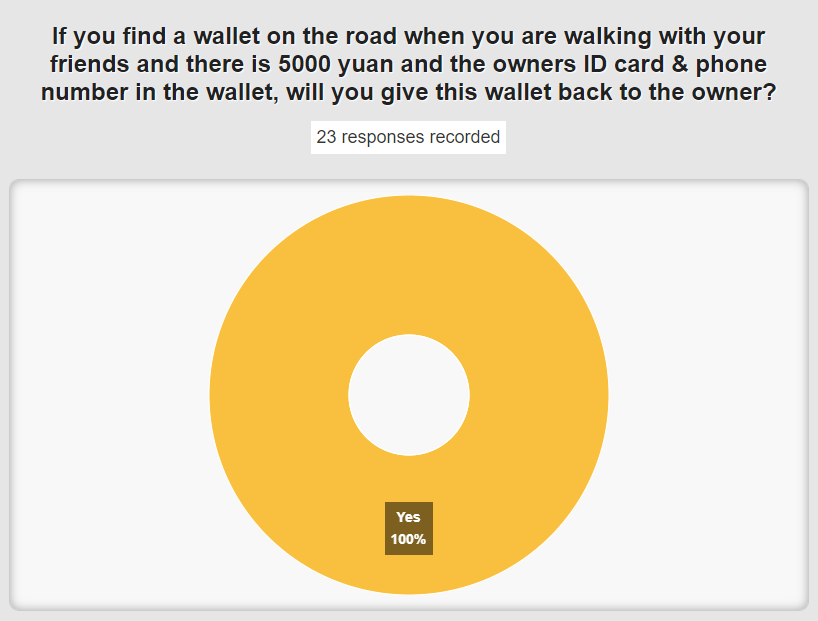 If you find a wallet on the road when you are walking with your
friends and there is 5000 yuan and the owners ID card & phone
number in the wallet, will you give this wallet back to the owner?
23 responses recorded
Yes
100%